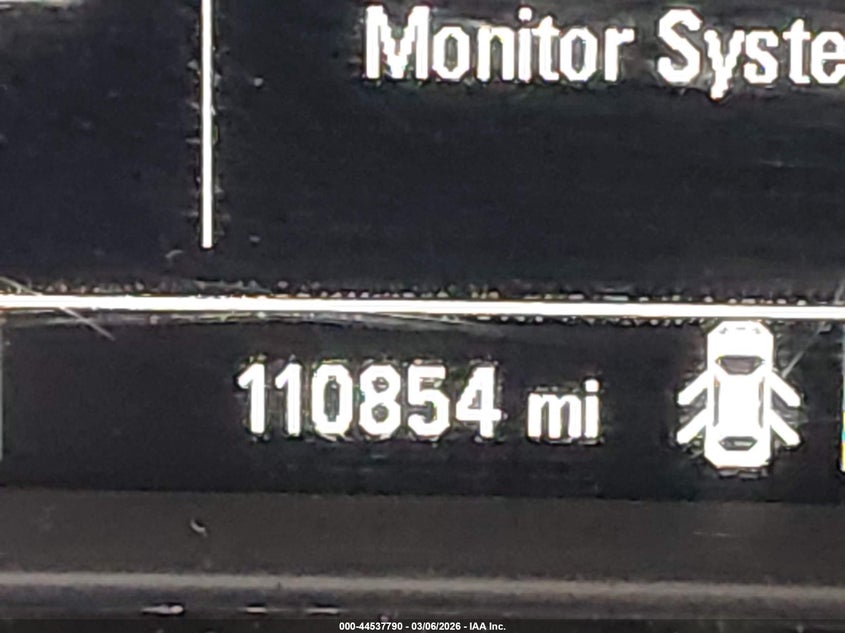 Monitor Syste
110854 mi
000-44537790 - 03/06/2026 - IAA Inc.